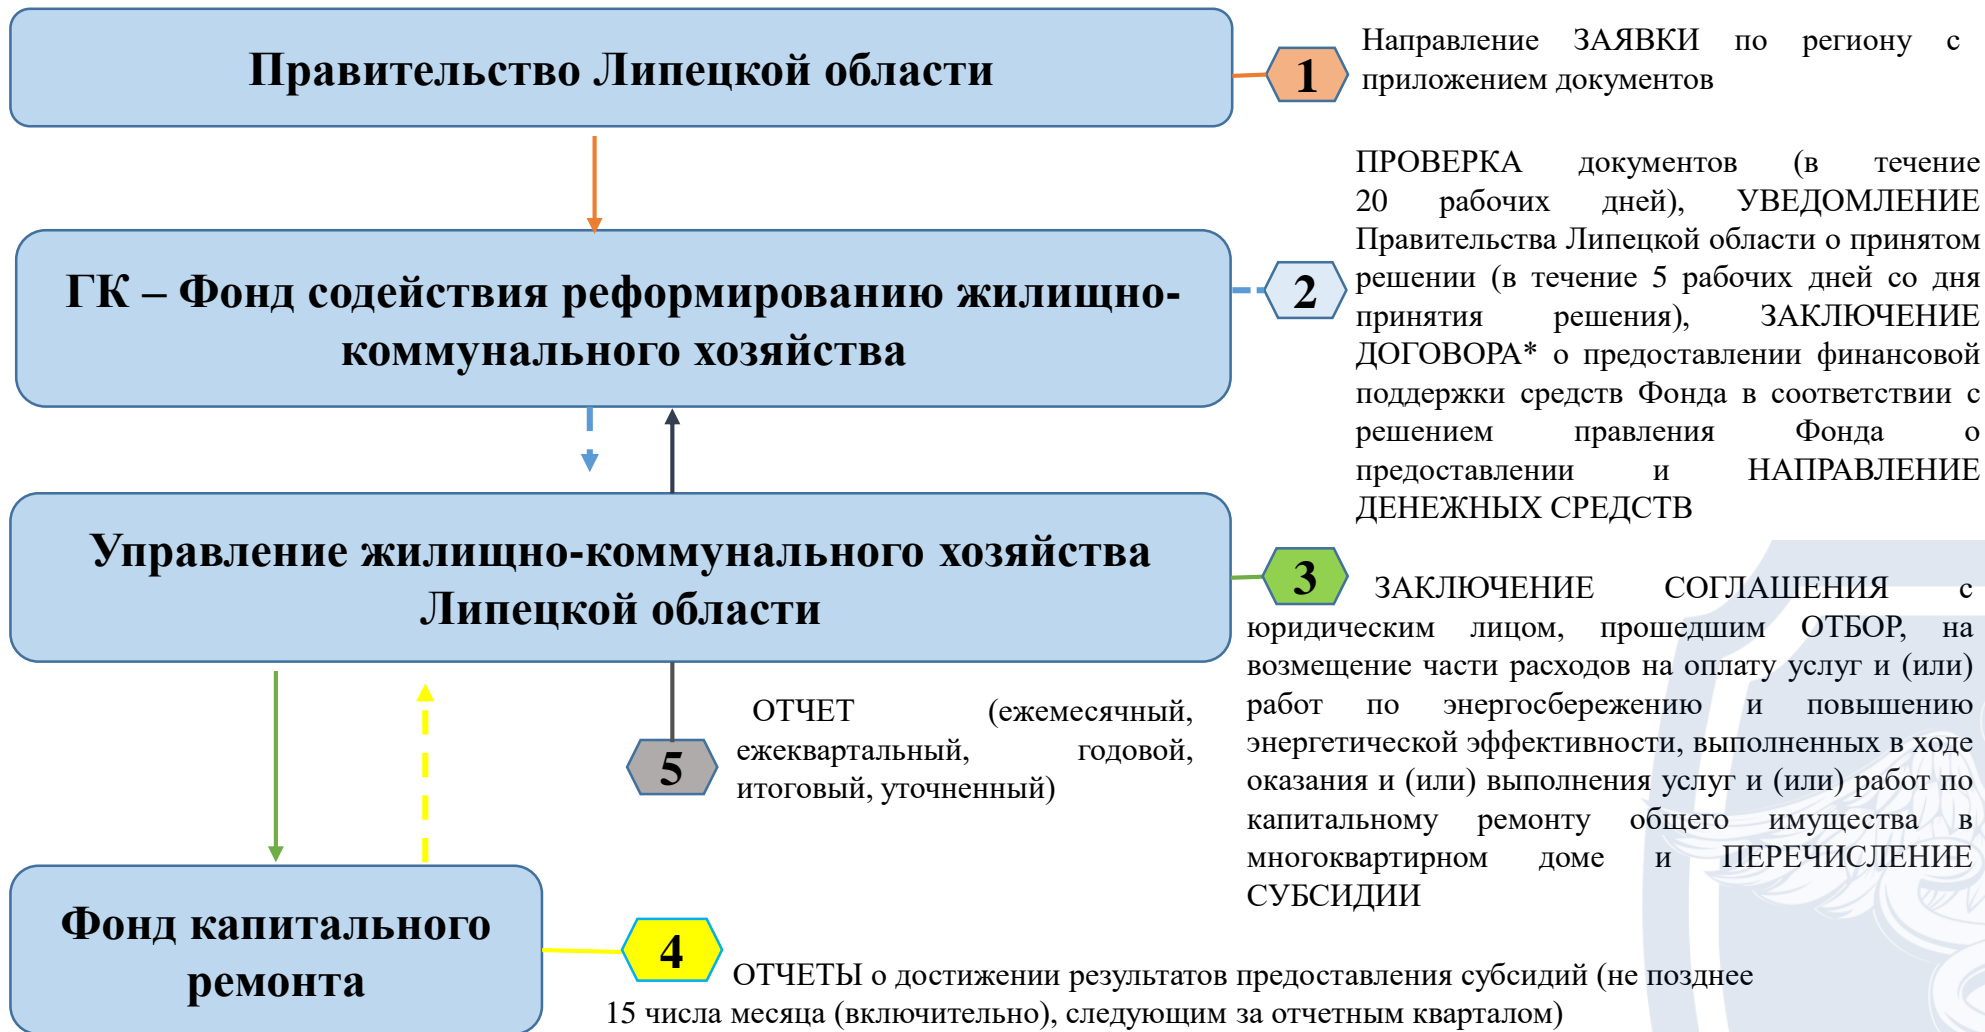 Правительство Липецкой области
1
Направление ЗАЯВКИ по региону с
приложением документов
ГК – Фонд содействия реформированию жилищно-
коммунального хозяйства
2
ПРОВЕРКА документов (в течение
20 рабочих дней), УВЕДОМЛЕНИЕ
Правительства Липецкой области о принятом
решении (в течение 5 рабочих дней со дня
принятия решения), ЗАКЛЮЧЕНИЕ
ДОГОВОРА* о предоставлении финансовой
поддержки средств Фонда в соответствии с
решением правления Фонда о
предоставлении и НАПРАВЛЕНИЕ
ДЕНЕЖНЫХ СРЕДСТВ
Управление жилищно-коммунального хозяйства
Липецкой области
3
ЗАКЛЮЧЕНИЕ СОГЛАШЕНИЯ с
юридическим лицом, прошедшим ОТБОР, на
возмещение части расходов на оплату услуг и (или)
работ по энергосбережению и повышению
энергетической эффективности, выполненных в ходе
оказания и (или) выполнения услуг и (или) работ по
капитальному ремонту общего имущества в
многоквартирном доме и ПЕРЕЧИСЛЕНИЕ
СУБСИДИИ
5
ОТЧЕТ (ежемесячный,
ежеквартальный, годовой,
итоговый, уточненный)
Фонд капитального
ремонта
4
ОТЧЕТЫ о достижении результатов предоставления субсидий (не позднее
15 числа месяца (включительно), следующим за отчетным кварталом)